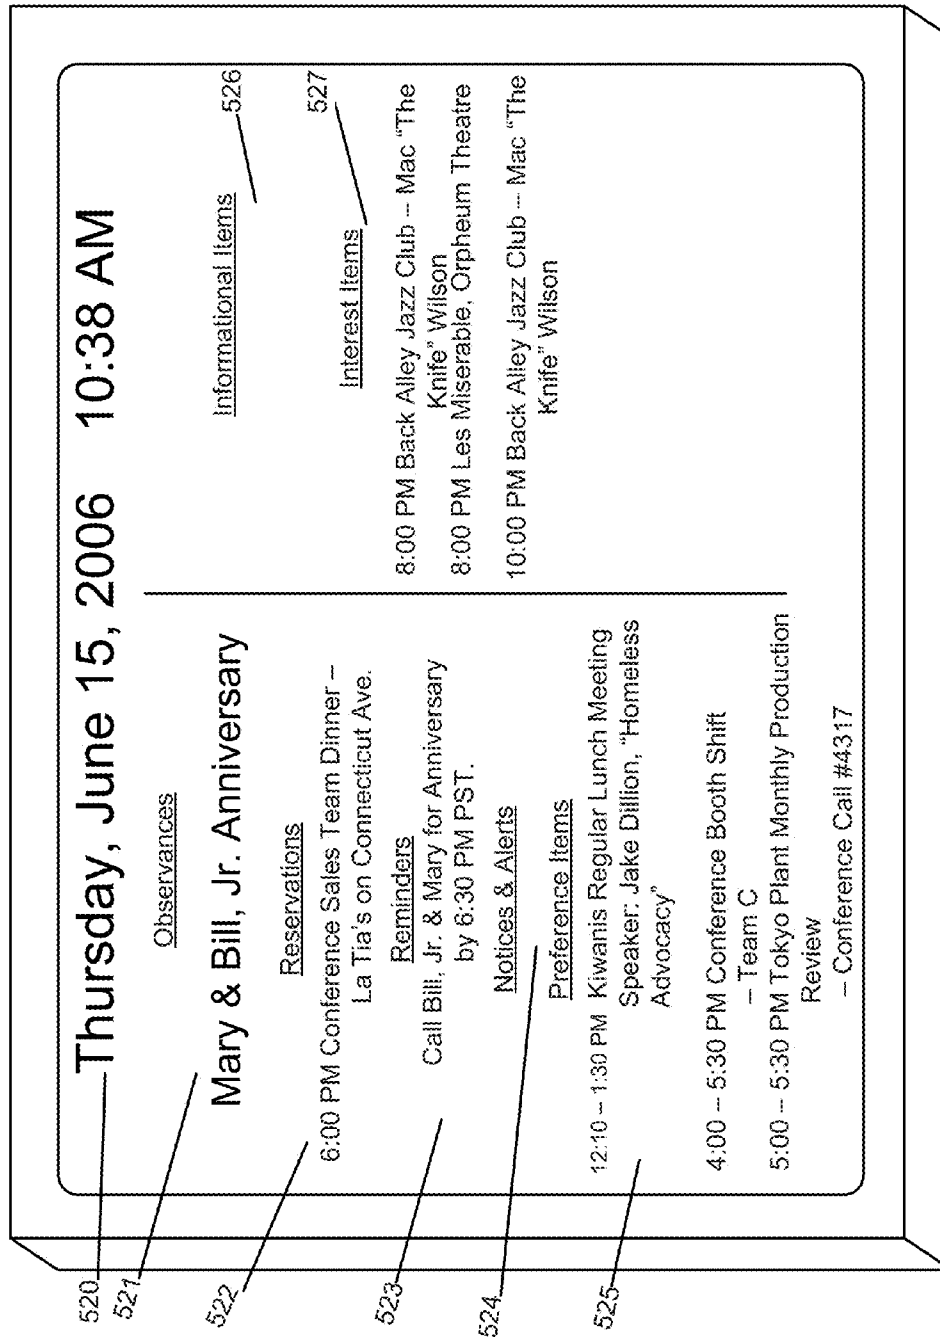 Thursday, June 15, 2006 10:38 AM
Observances
Mary & Bill, Jr. Anniversary
Reservations
6:00 PM Conference Sales Team Dinner –
La Tia's on Connecticut Ave.
Reminders
Call Bill, Jr. & Mary for Anniversary
by 6:30 PM PST.
Notices & Alerts
Preference Items
12:10 – 1:30 PM Kiwanis Regular Lunch Meeting
Speaker: Jake Dillion, "Homeless
Advocacy"
4:00 – 5:30 PM Conference Booth Shift
– Team C
5:00 – 5:30 PM Tokyo Plant Monthly Production
Review
– Conference Call #4317
Informational Items
Interest Items
8:00 PM Back Alley Jazz Club – Mac "The
Knife" Wilson
8:00 PM Les Miserable, Orpheum Theatre
10:00 PM Back Alley Jazz Club – Mac "The
Knife" Wilson
520
521
522
523
524
525
526
527